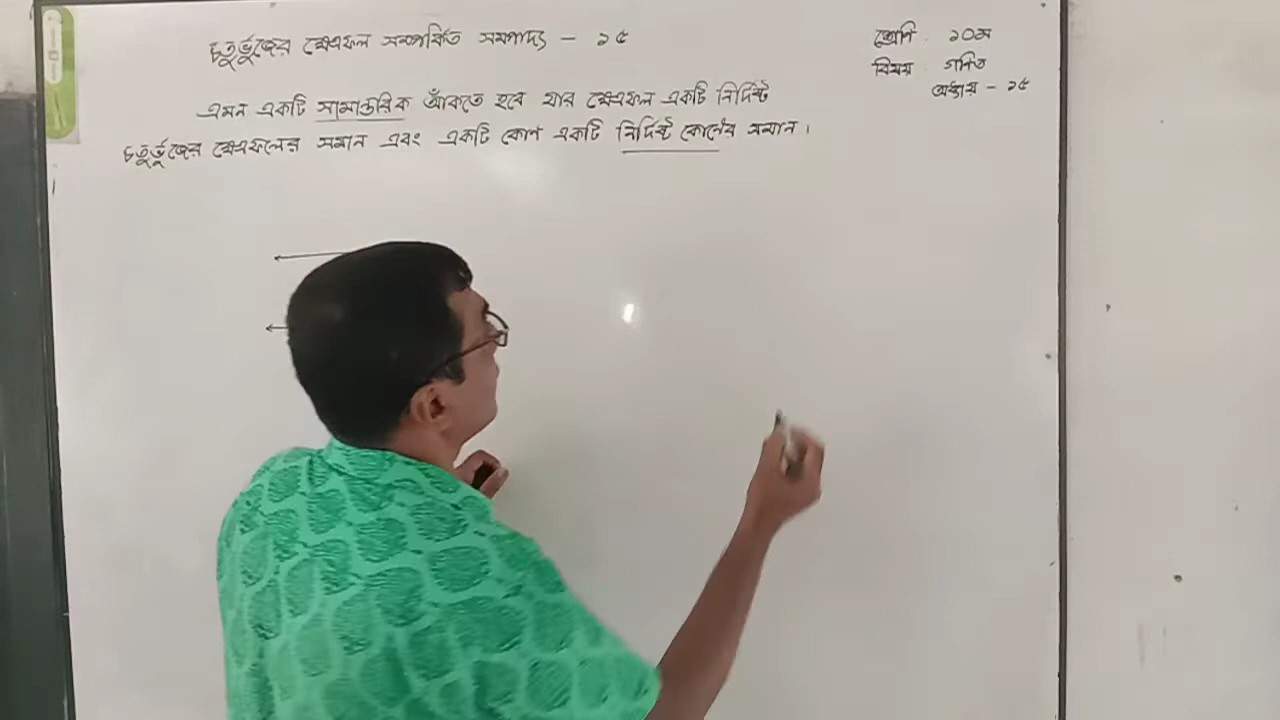 চতুর্ভুজের ক্ষেত্রফল সম্পর্কিত সমপাদ্য - ১৫
শ্রেণি : ১০ম
বিষয় : গণিত
অধ্যায় - ১৫
এমন একটি সামান্তরিক আঁকতে হবে যার ক্ষেত্রফল একটি নির্দিষ্ট
চতুর্ভুজের ক্ষেত্রফলের সমান এবং একটি কোণ একটি নির্দিষ্ট কোণের সমান।